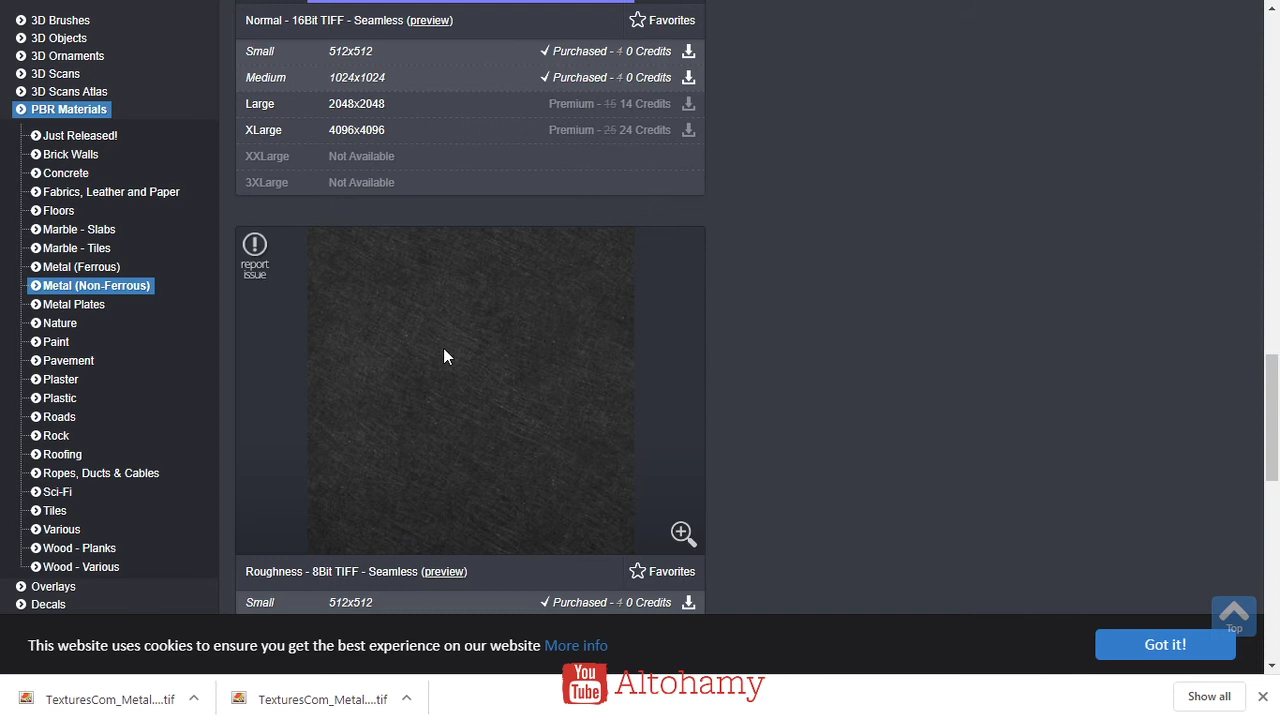 3D Brushes
3D Objects
3D Ornaments
3D Scans
3D Scans Atlas
PBR Materials
Just Released!
Brick Walls
Concrete
Fabrics, Leather and Paper
Floors
Marble - Slabs
Marble - Tiles
Metal (Ferrous)
Metal (Non-Ferrous)
Metal Plates
Nature
Paint
Pavement
Plaster
Plastic
Roads
Rock
Roofing
Ropes, Ducts & Cables
Sci-Fi
Tiles
Various
Wood - Planks
Wood - Various
Overlays
Decals
Normal - 16Bit TIFF - Seamless (preview) Favorites
Small 512x512 ✓ Purchased - 4 0 Credits
Medium 1024x1024 ✓ Purchased - 4 0 Credits
Large 2048x2048 Premium - 15 14 Credits
XLarge 4096x4096 Premium - 25 24 Credits
XXLarge Not Available
3XLarge Not Available
report
issue
Roughness - 8Bit TIFF - Seamless (preview) Favorites
Small 512x512 ✓ Purchased - 4 0 Credits
Top
This website uses cookies to ensure you get the best experience on our website More info Got it!
You Tube Altohamy
TexturesCom_Metal....tif TexturesCom_Metal....tif Show all